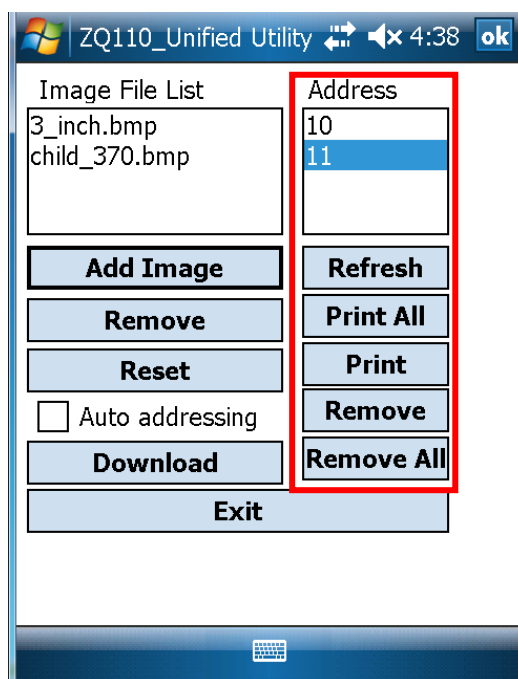 ZQ110_Unified Utility 4:38 ok
Image File List
3_inch.bmp
child_370.bmp
Add Image
Remove
Reset
Auto addressing
Download
Address
10
11
Refresh
Print All
Print
Remove
Remove All
Exit